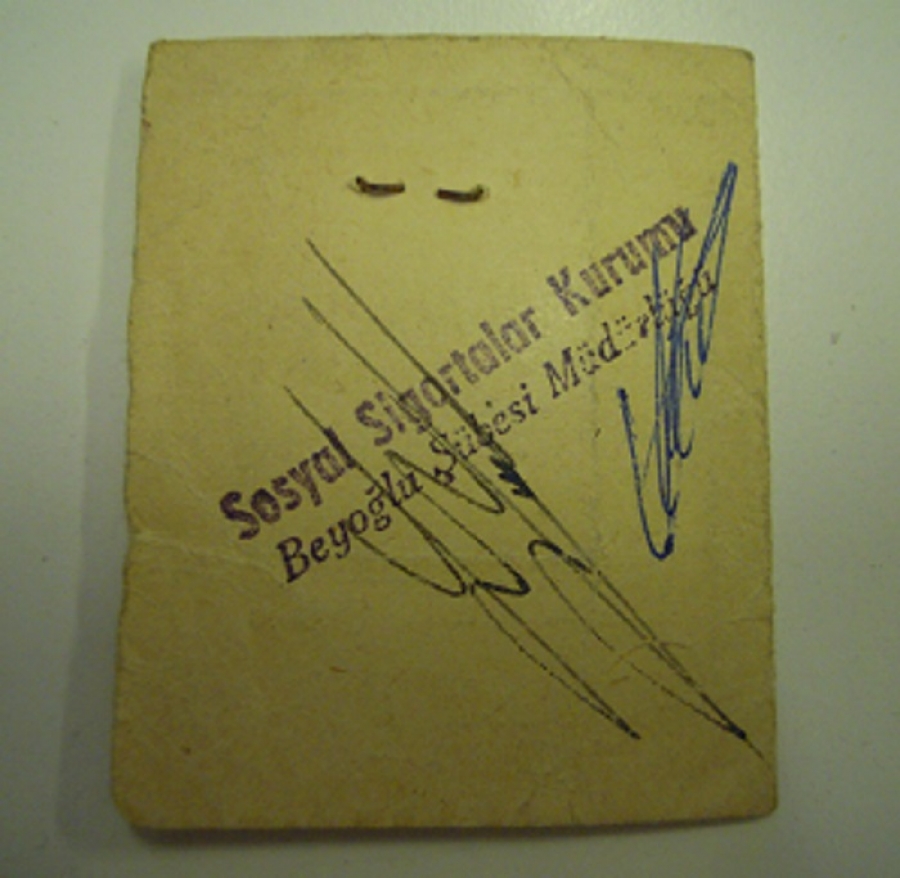 Sosyal Sigortalar Kurumu
Beyoğlu Şubesi Müdürlüğü